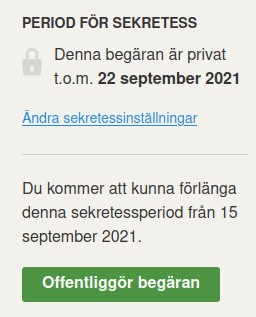 PERIOD FÖR SEKRETESS
Denna begäran är privat
t.o.m. 22 september 2021
Ändra sekretessinställningar
Du kommer att kunna förlänga
denna sekretessperiod från 15
september 2021.
Offentliggör begäran